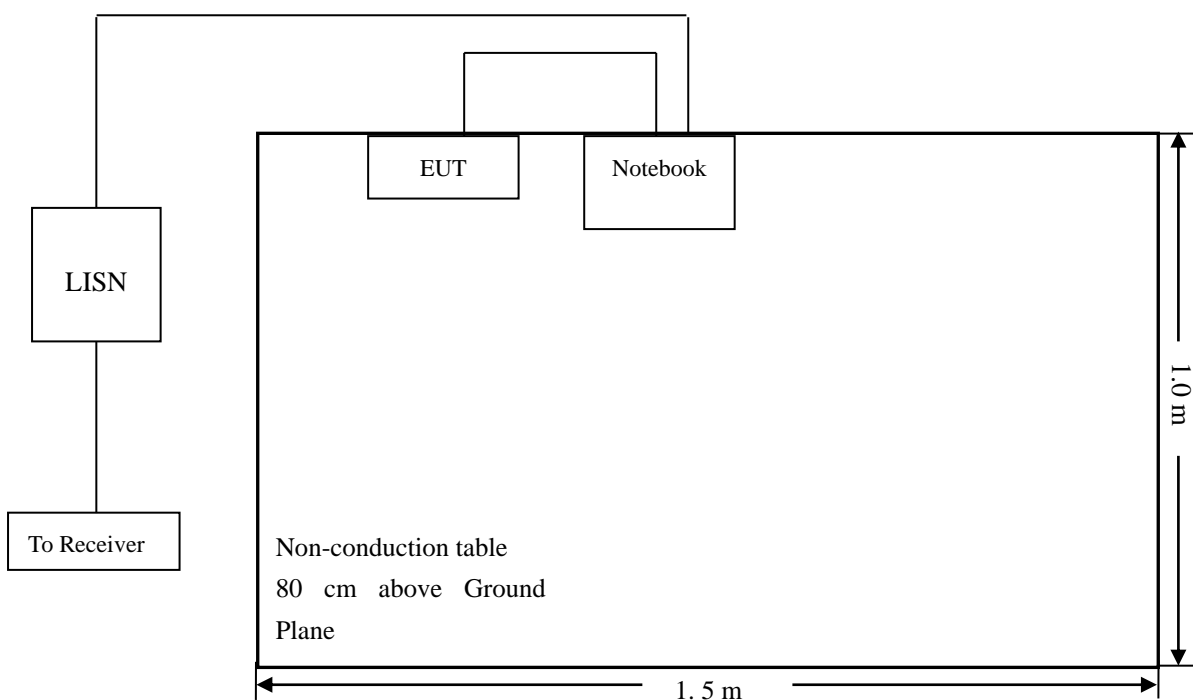 EUT
Notebook
LISN
1.0 m
To Receiver
Non-conduction table
80 cm above Ground
Plane
1. 5 m